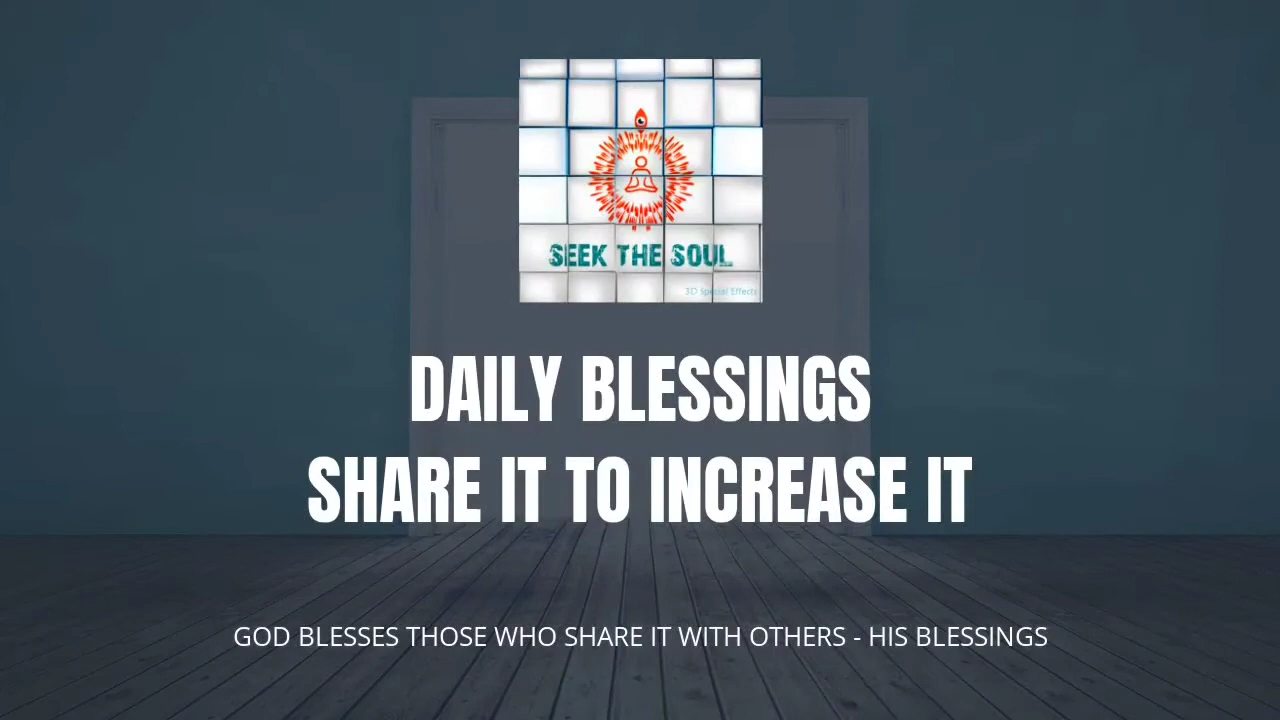 SEEK THE SOUL
3D Special Effects
DAILY BLESSINGS
SHARE IT TO INCREASE IT
GOD BLESSES THOSE WHO SHARE IT WITH OTHERS - HIS BLESSINGS